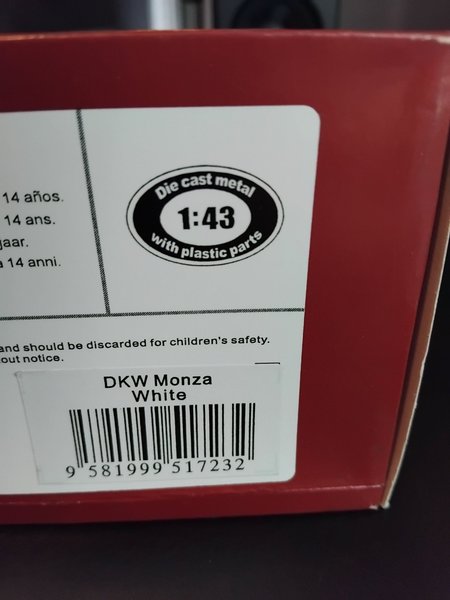 14 años.
14 ans.
jaar.
a 14 anni.
Die cast metal
1:43
with plastic parts
and should be discarded for children's safety.
out notice.
DKW Monza
White
9 581999 517232